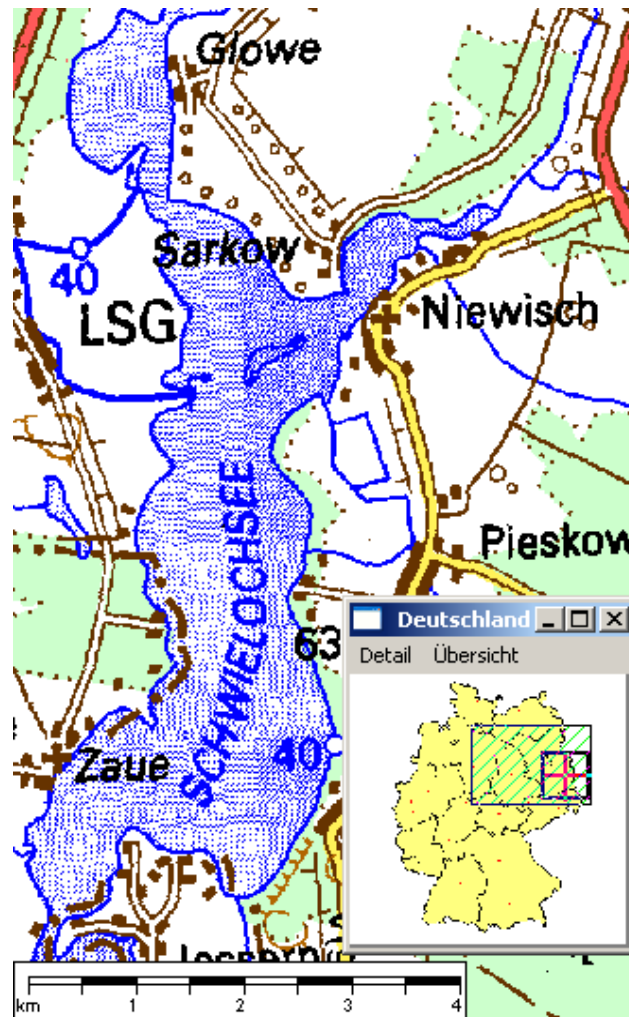 Glowe
Sarkow
40
LSG
Niewisch
SCHWIELOCHSEE
Pieskow
63
Deutschland
Detail Übersicht
Zaue
40
km 1 2 3 4